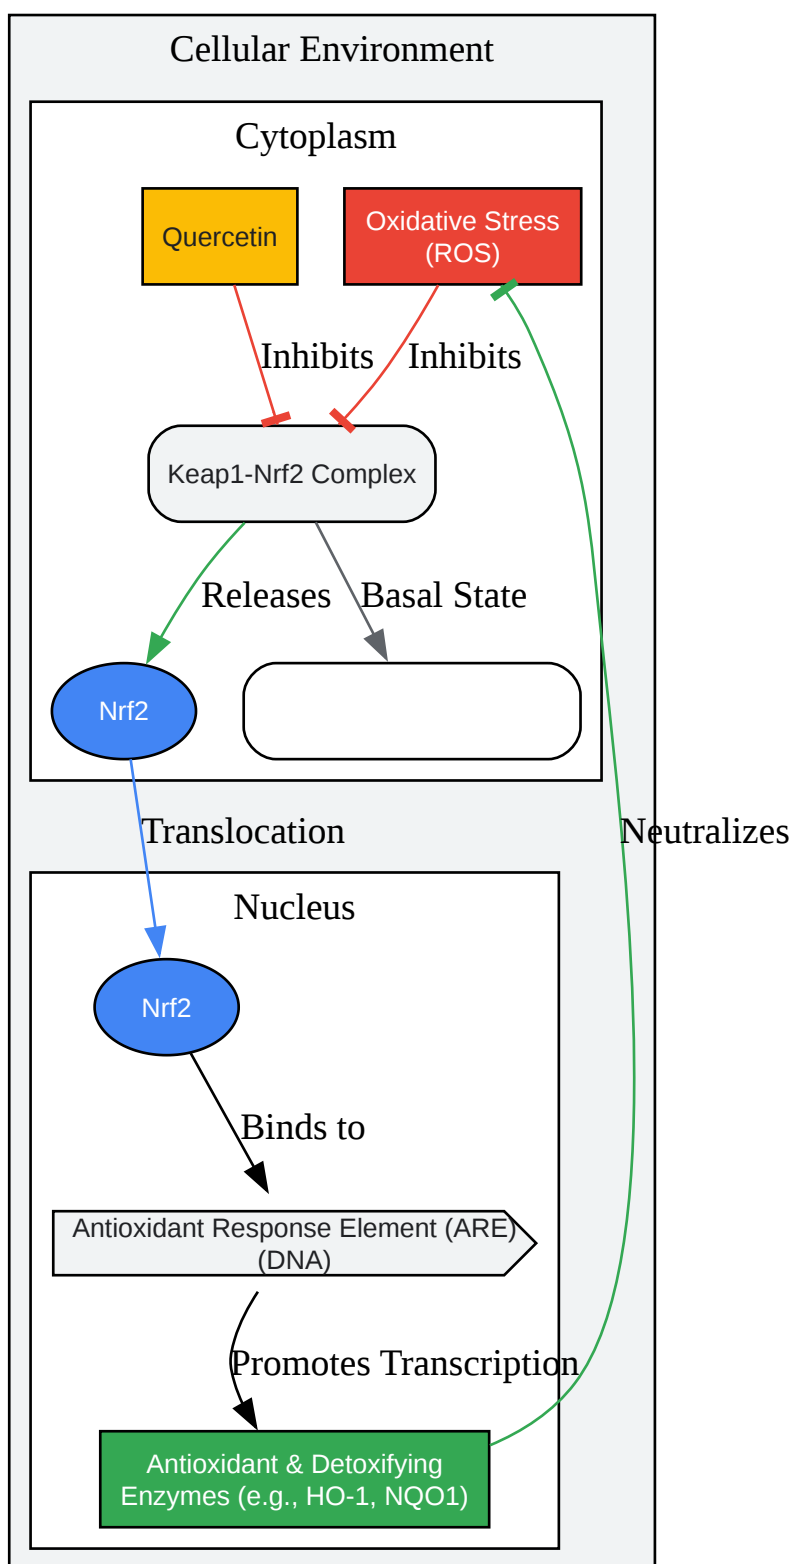 Cellular Environment
Cytoplasm
Quercetin
Oxidative Stress
(ROS)
Inhibits
Inhibits
Keap1-Nrf2 Complex
Releases
Basal State
Nrf2
Translocation
Neutralizes
Nucleus
Nrf2
Binds to
Antioxidant Response Element (ARE)
(DNA)
Promotes Transcription
Antioxidant & Detoxifying
Enzymes (e.g., HO-1, NQO1)